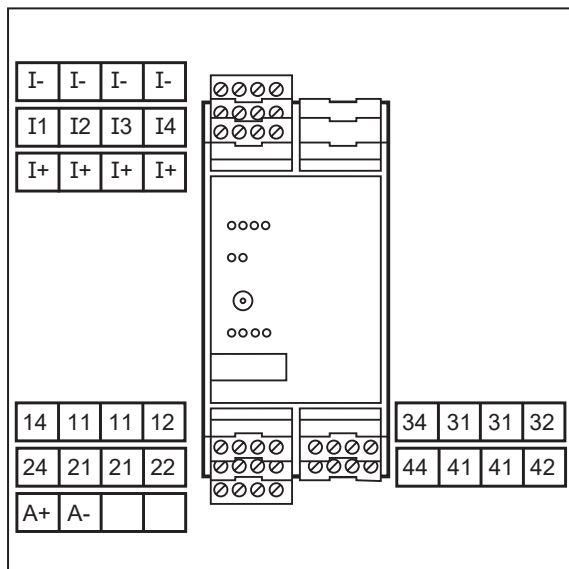 I- I- I- I-
I1 I2 I3 I4
I+ I+ I+ I+
14 11 11 12
24 21 21 22
A+ A-
34 31 31 32
44 41 41 42